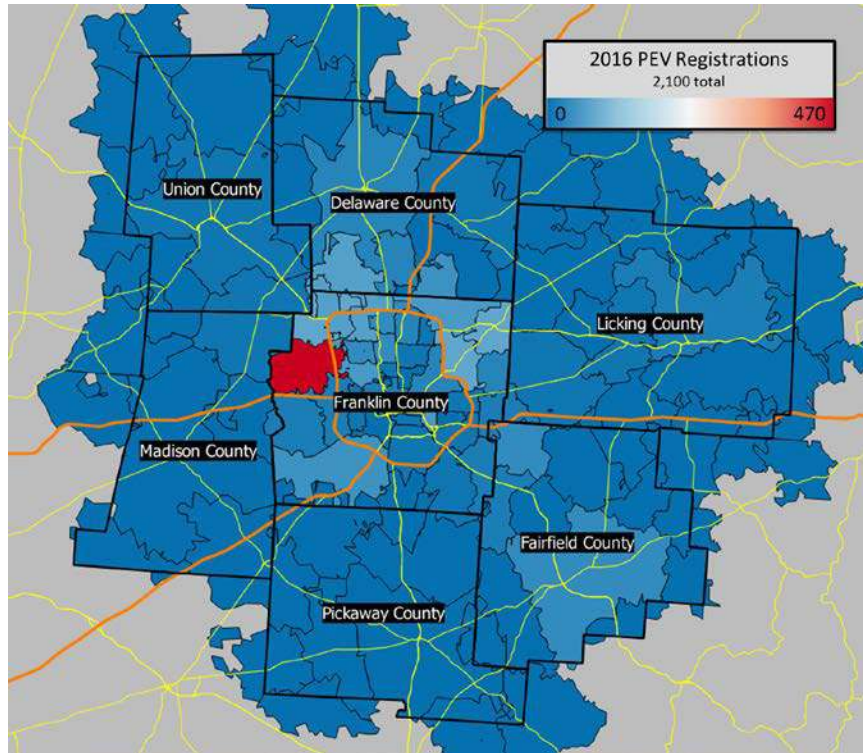 2016 PEV Registrations
2,100 total
0
470
Union County
Delaware County
Licking County
Franklin County
Madison County
Fairfield County
Pickaway County